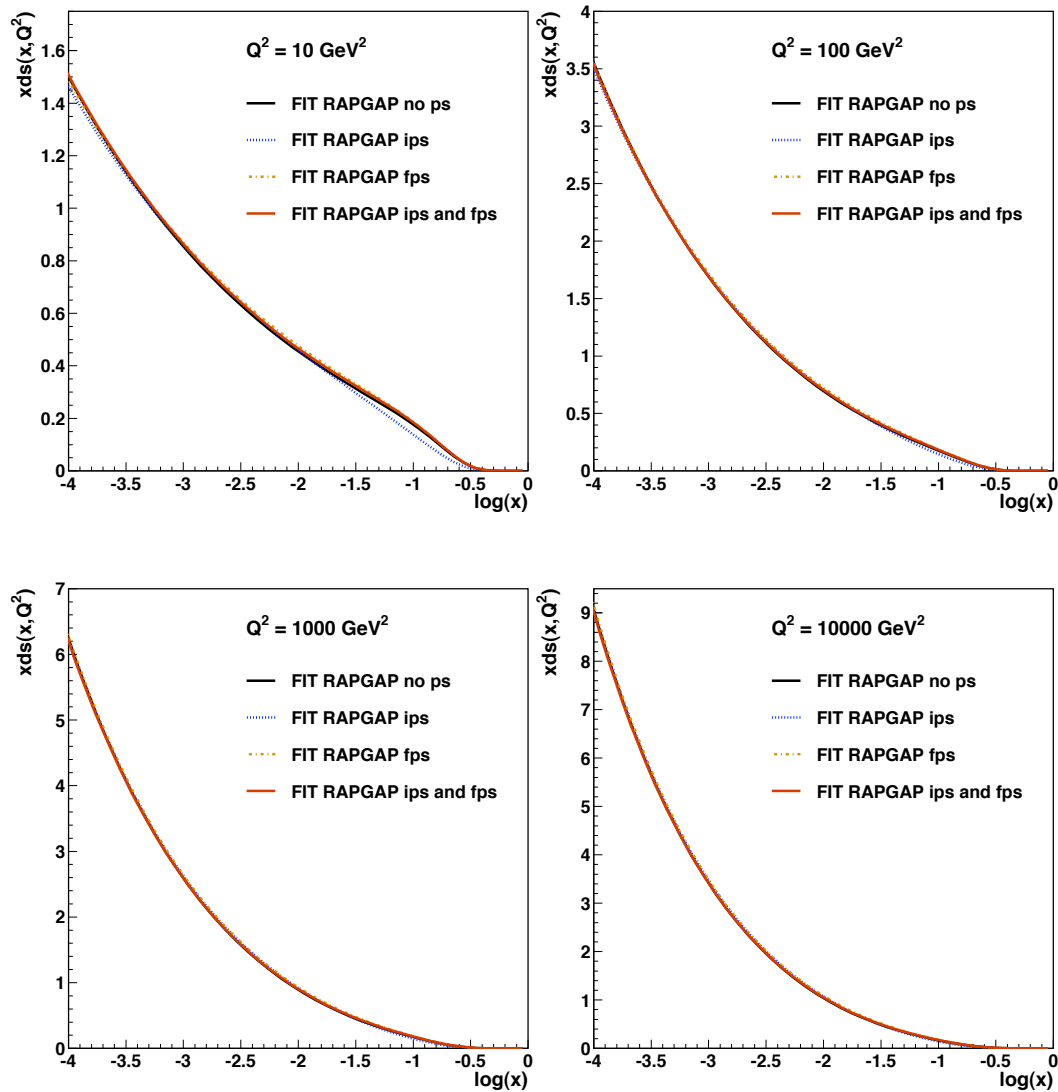 xds(x,Q²)
1.6
1.4
1.2
1
0.8
0.6
0.4
0.2
0
-4 -3.5 -3 -2.5 -2 -1.5 -1 -0.5 0
log(x)
Q² = 10 GeV²
FIT RAPGAP no ps
FIT RAPGAP ips
FIT RAPGAP fps
FIT RAPGAP ips and fps
xds(x,Q²)
4
3.5
3
2.5
2
1.5
1
0.5
0
-4 -3.5 -3 -2.5 -2 -1.5 -1 -0.5 0
log(x)
Q² = 100 GeV²
FIT RAPGAP no ps
FIT RAPGAP ips
FIT RAPGAP fps
FIT RAPGAP ips and fps
xds(x,Q²)
7
6
5
4
3
2
1
0
-4 -3.5 -3 -2.5 -2 -1.5 -1 -0.5 0
log(x)
Q² = 1000 GeV²
FIT RAPGAP no ps
FIT RAPGAP ips
FIT RAPGAP fps
FIT RAPGAP ips and fps
xds(x,Q²)
9
8
7
6
5
4
3
2
1
0
-4 -3.5 -3 -2.5 -2 -1.5 -1 -0.5 0
log(x)
Q² = 10000 GeV²
FIT RAPGAP no ps
FIT RAPGAP ips
FIT RAPGAP fps
FIT RAPGAP ips and fps